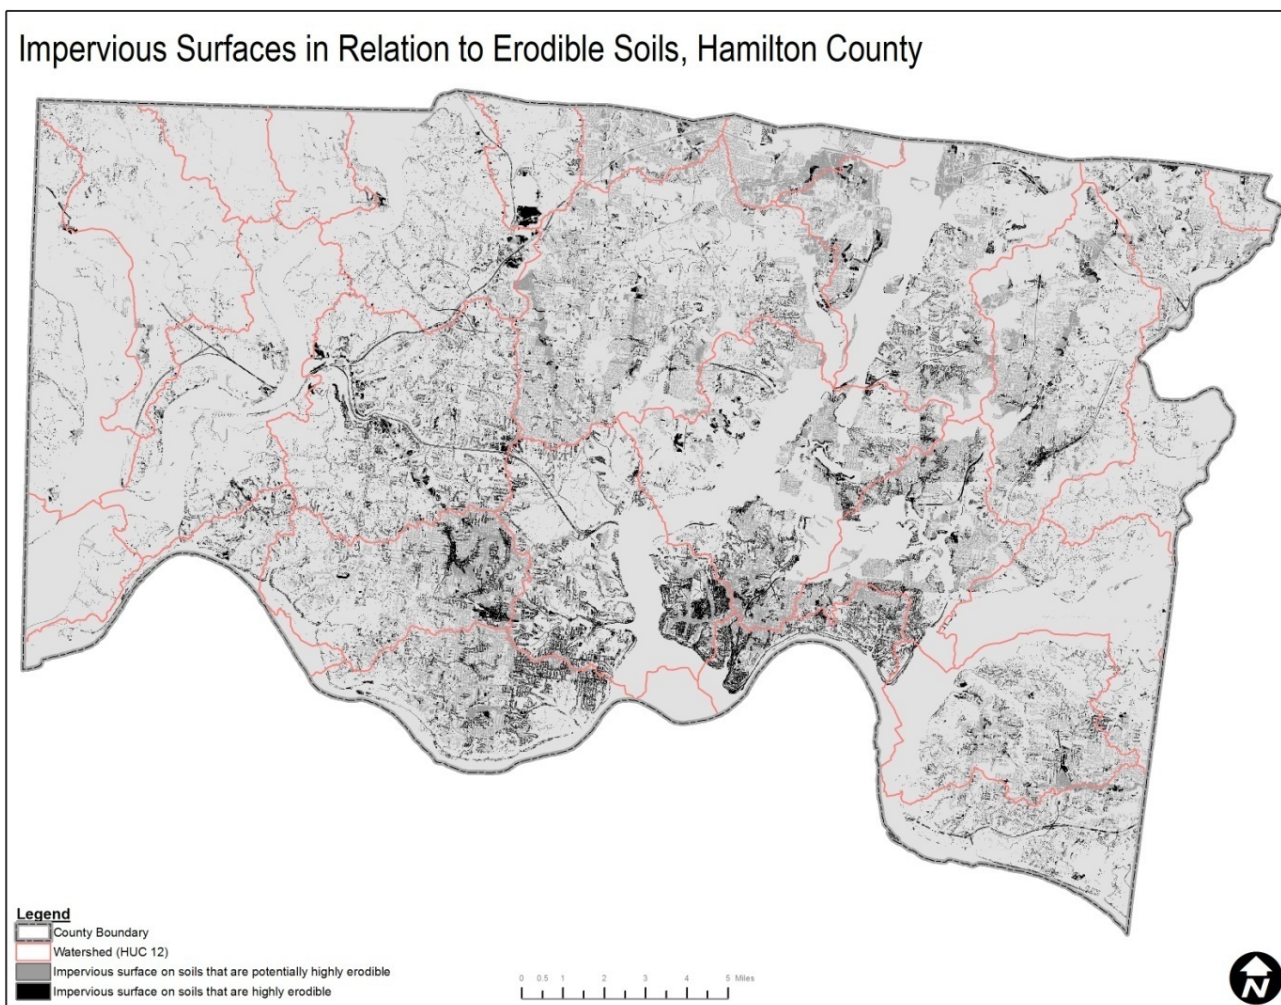 Impervious Surfaces in Relation to Erodible Soils, Hamilton County
Legend
County Boundary
Watershed (HUC 12)
Impervious surface on soils that are potentially highly erodible
Impervious surface on soils that are highly erodible
0 0.5 1 2 3 4 5 Miles
N